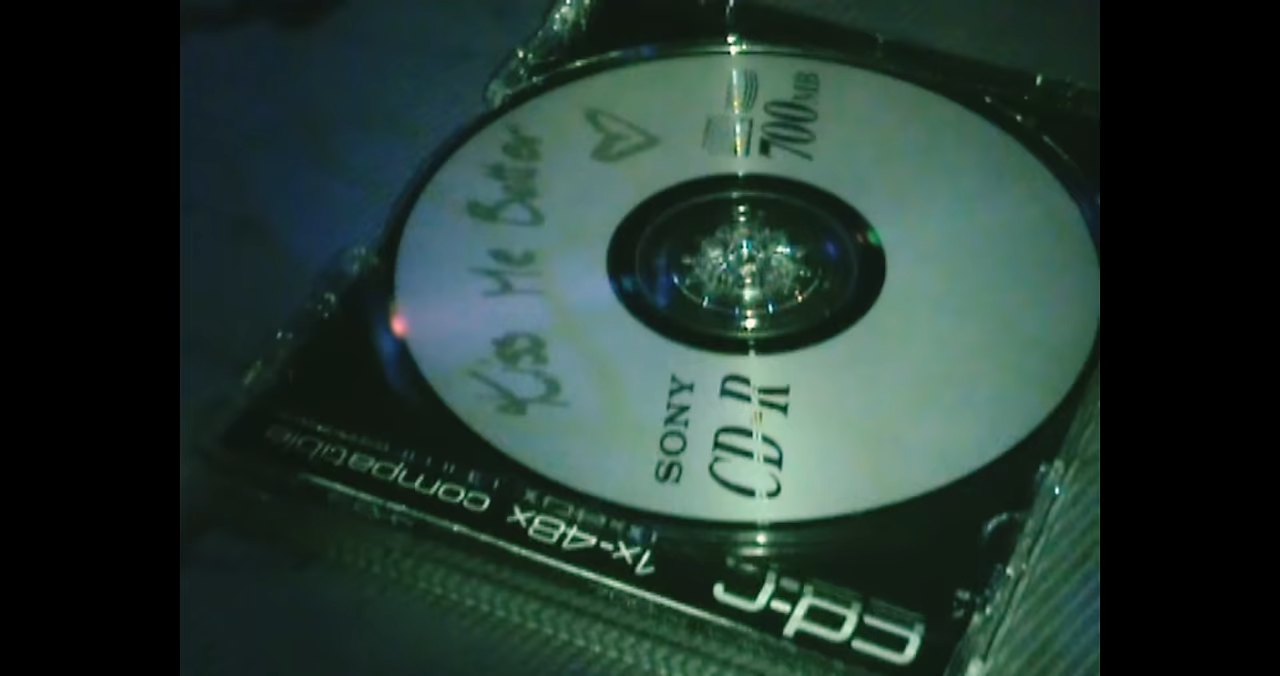 Kiss Me Better
SONY
CD-R
700MB
cd-r
1x-48x compatible